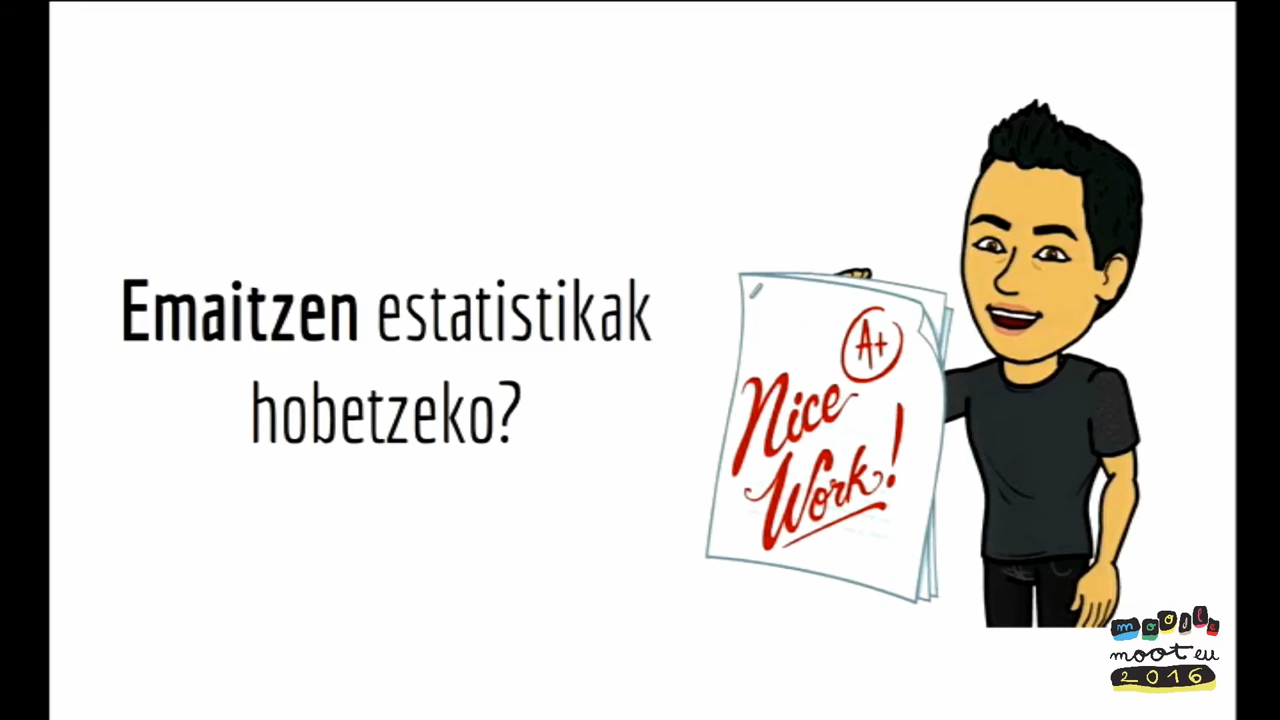 Emaitzen estatistikak
hobetzeko?
A+
Nice
Work!
moodle
moot eu
2016